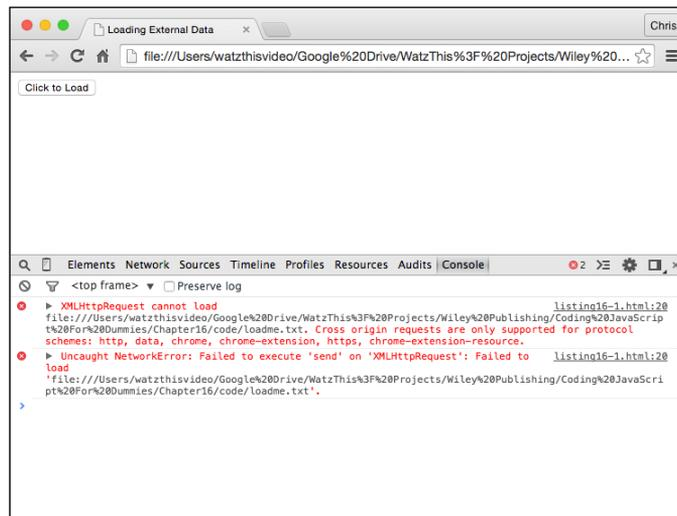 Loading External Data
Chris
file:///Users/watzthisvideo/Google%20Drive/WatzThis%3F%20Projects/Wiley%20...
Click to Load
Elements Network Sources Timeline Profiles Resources Audits Console 2
<top frame> Preserve log
XMLHttpRequest cannot load listing16-1.html:20
file:///Users/watzthisvideo/Google%20Drive/WatzThis%3F%20Projects/Wiley%20Publishing/Coding%20JavaScrip
t%20For%20Dummies/Chapter16/code/loadme.txt. Cross origin requests are only supported for protocol
schemes: http, data, chrome, chrome-extension, https, chrome-extension-resource.
Uncaught NetworkError: Failed to execute 'send' on 'XMLHttpRequest': Failed to listing16-1.html:20
load
'file:///Users/watzthisvideo/Google%20Drive/WatzThis%3F%20Projects/Wiley%20Publishing/Coding%20JavaScri
pt%20For%20Dummies/Chapter16/code/loadme.txt'.